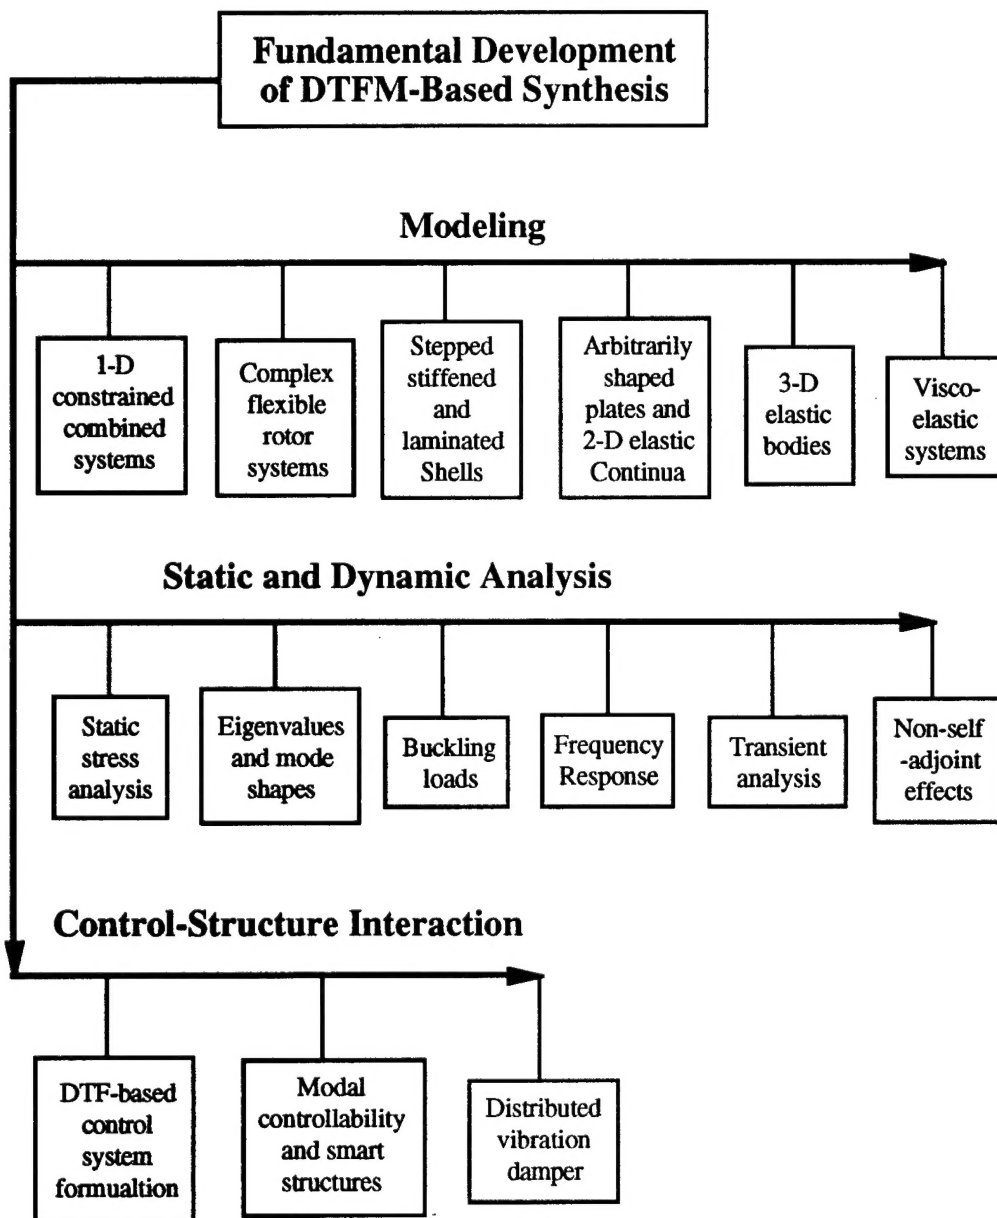 Fundamental Development
of DTFM-Based Synthesis
Modeling
1-D
constrained
combined
systems
Complex
flexible
rotor
systems
Stepped
stiffened
and
laminated
Shells
Arbitrarily
shaped
plates and
2-D elastic
Continua
3-D
elastic
bodies
Visco-
elastic
systems
Static and Dynamic Analysis
Static
stress
analysis
Eigenvalues
and mode
shapes
Buckling
loads
Frequency
Response
Transient
analysis
Non-self
-adjoint
effects
Control-Structure Interaction
DTF-based
control
system
formualtion
Modal
controllability
and smart
structures
Distributed
vibration
damper